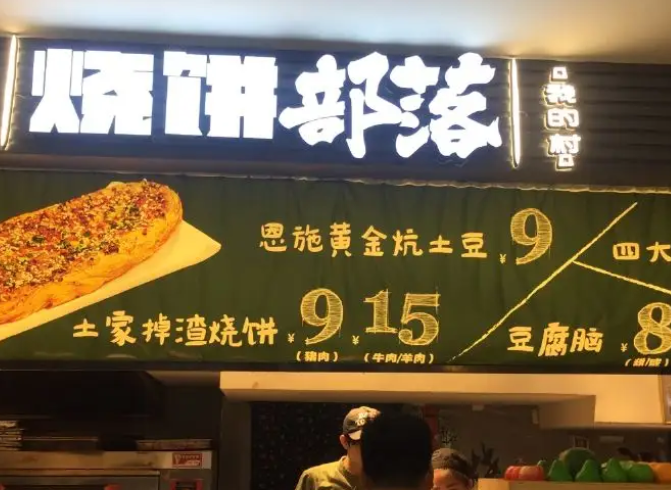 烧饼部落
我的村
恩施黄金炕土豆 ¥9
四大
土家掉渣烧饼 ¥9 ¥15
(猪肉) (牛肉/羊肉)
豆腐脑 ¥8